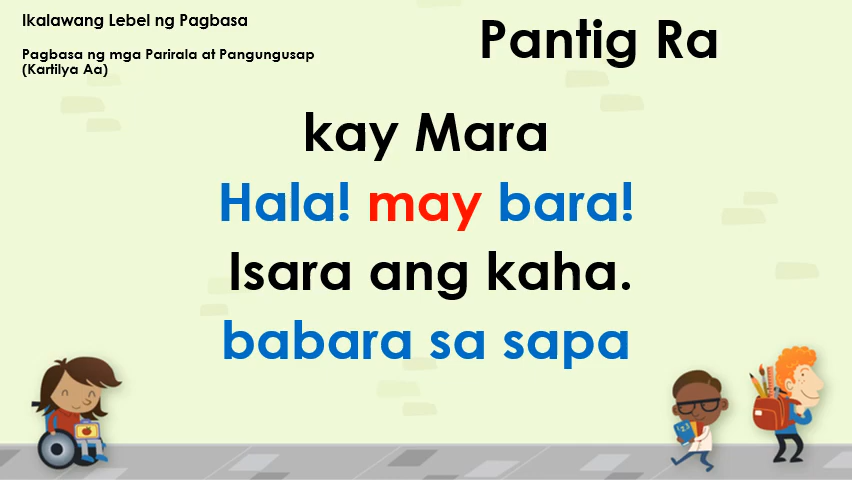 Ikalawang Lebel ng Pagbasa
Pagbasa ng mga Parirala at Pangungusap
(Kartilya Aa)
Pantig Ra
kay Mara
Hala! may bara!
Isara ang kaha.
babara sa sapa